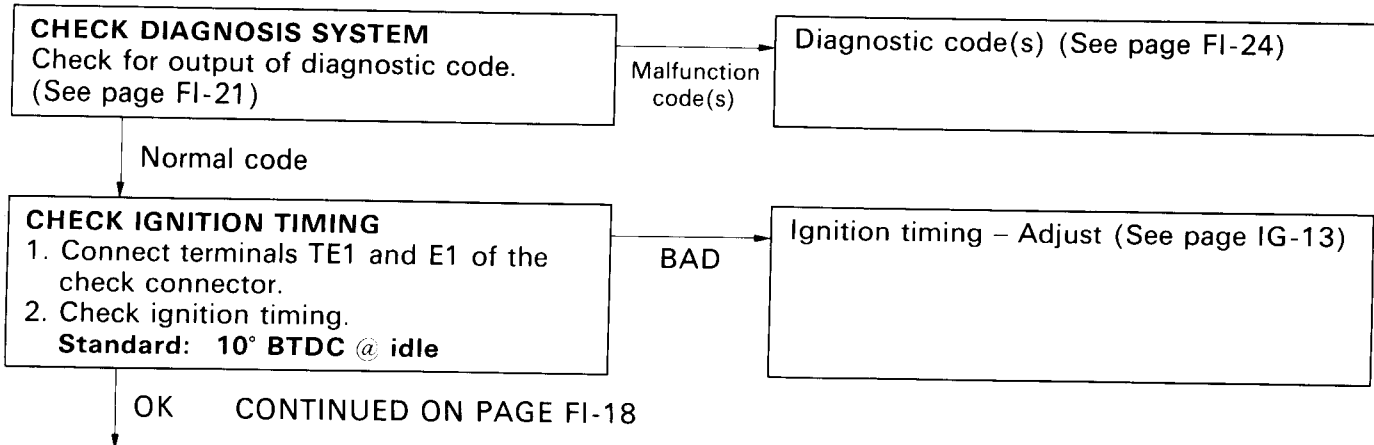 CHECK DIAGNOSIS SYSTEM
Check for output of diagnostic code.
(See page FI-21)
Malfunction
code(s)
Diagnostic code(s) (See page FI-24)
Normal code
CHECK IGNITION TIMING
1. Connect terminals TE1 and E1 of the
check connector.
2. Check ignition timing.
Standard: 10° BTDC @ idle
BAD
Ignition timing – Adjust (See page IG-13)
OK CONTINUED ON PAGE FI-18